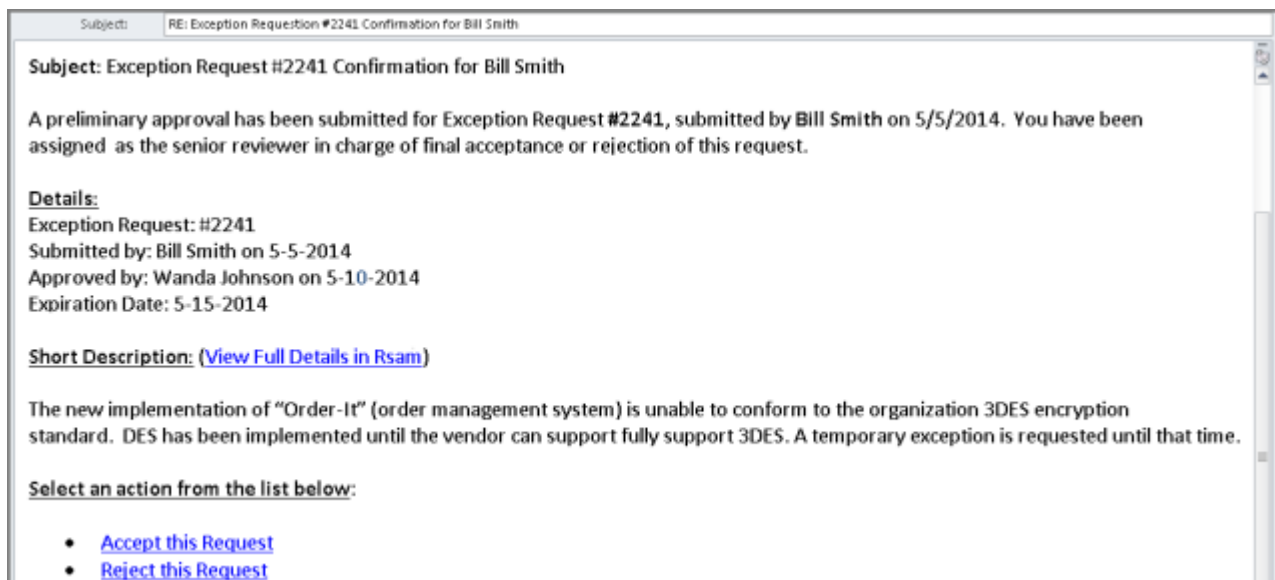 Subject: RE: Exception Requestion #2241 Confirmation for Bill Smith
Subject: Exception Request #2241 Confirmation for Bill Smith
A preliminary approval has been submitted for Exception Request #2241, submitted by Bill Smith on 5/5/2014. You have been
assigned as the senior reviewer in charge of final acceptance or rejection of this request.
Details:
Exception Request: #2241
Submitted by: Bill Smith on 5-5-2014
Approved by: Wanda Johnson on 5-10-2014
Expiration Date: 5-15-2014
Short Description: (View Full Details in Rsam)
The new implementation of “Order-It” (order management system) is unable to conform to the organization 3DES encryption
standard. DES has been implemented until the vendor can support fully support 3DES. A temporary exception is requested until that time.
Select an action from the list below:
• Accept this Request
• Reject this Request